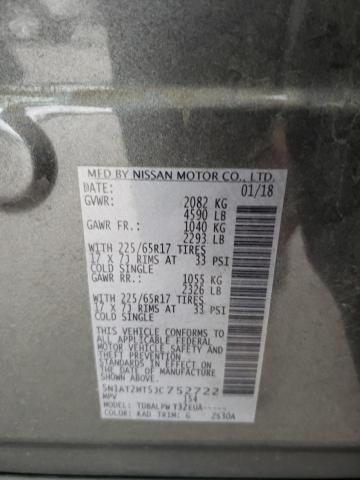 MFD BY NISSAN MOTOR CO., LTD.
DATE: 01/18
GVWR: 2082 KG
4590 LB
GAWR FR.: 1040 KG
2293 LB
WITH 225/65R17 TIRES
17 X 7J RIMS AT 33 PSI
COLD SINGLE
GAWR RR.: 1055 KG
2326 LB
WITH 225/65R17 TIRES
17 X 7J RIMS AT 33 PSI
COLD SINGLE
THIS VEHICLE CONFORMS TO
ALL APPLICABLE FEDERAL
MOTOR VEHICLE SAFETY AND
THEFT PREVENTION STANDARDS
IN EFFECT ON THE DATE OF
MANUFACTURE SHOWN ABOVE.
752722
MPV
MODEL:
COLOR: KAD TRIM: G